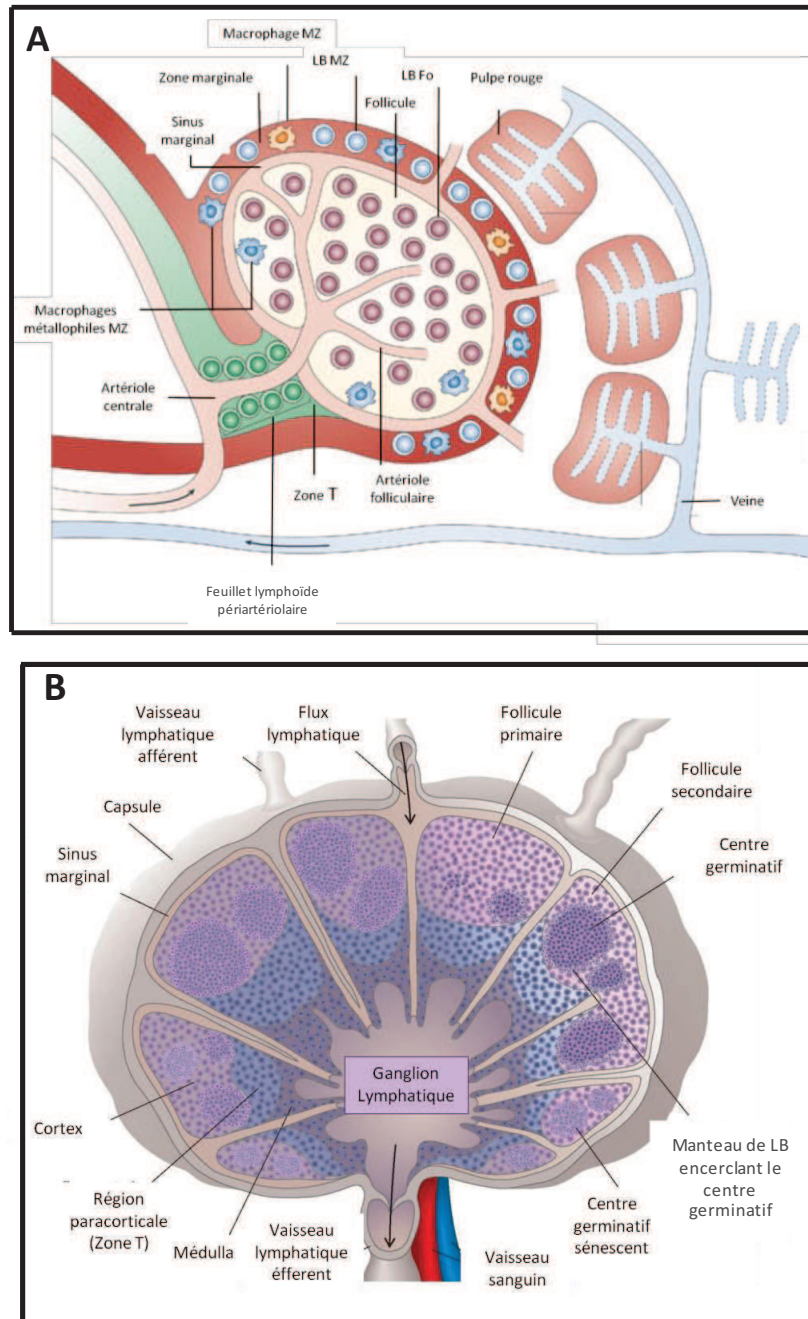 A
Macrophage MZ
LB MZ
Zone marginale
LB Fo
Pulpe rouge
Follicule
Sinus
marginal
Macrophages
métallophiles MZ
Artériole
centrale
Zone T
Artériole
folliculaire
Veine
Feuillet lymphoïde
périartériolaire
B
Vaisseau
lymphatique
afférent
Flux
lymphatique
Follicule
primaire
Follicule
secondaire
Capsule
Centre
germinatif
Sinus
marginal
Ganglion
Lymphatique
Cortex
Manteau de LB
encerclant le
centre
germinatif
Région
paracorticale
(Zone T)
Médulla
Vaisseau
lymphatique
éfferent
Vaisseau
sanguin
Centre
germinatif
sénescent